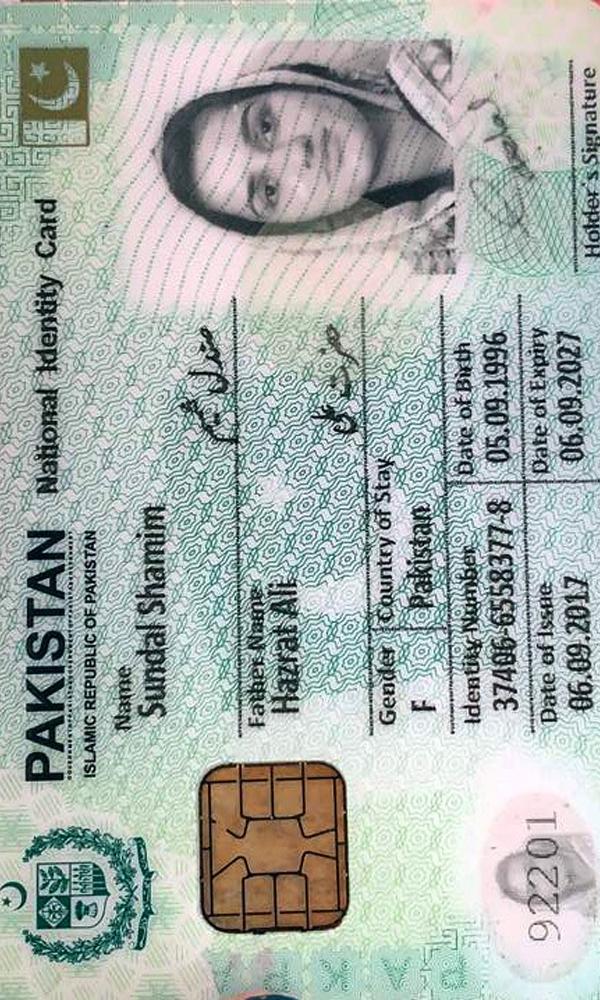 PAKISTAN National Identity Card
ISLAMIC REPUBLIC OF PAKISTAN
Name
Sundal Shamim
صندل شمیم
Father Name
Hazrat Ali
حضرت علی
Gender Country of Stay
F Pakistan
Identity Number Date of Birth
37406-6558377-8 05.09.1996
Date of Issue Date of Expiry
06.09.2017 06.09.2027
Holder's Signature
92201